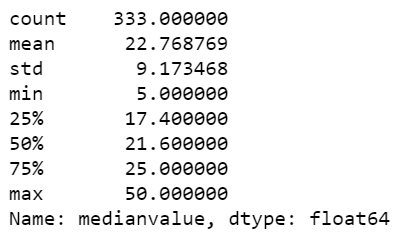 count    333.000000
mean      22.768769
std        9.173468
min        5.000000
25%       17.400000
50%       21.600000
75%       25.000000
max       50.000000
Name: medianvalue, dtype: float64